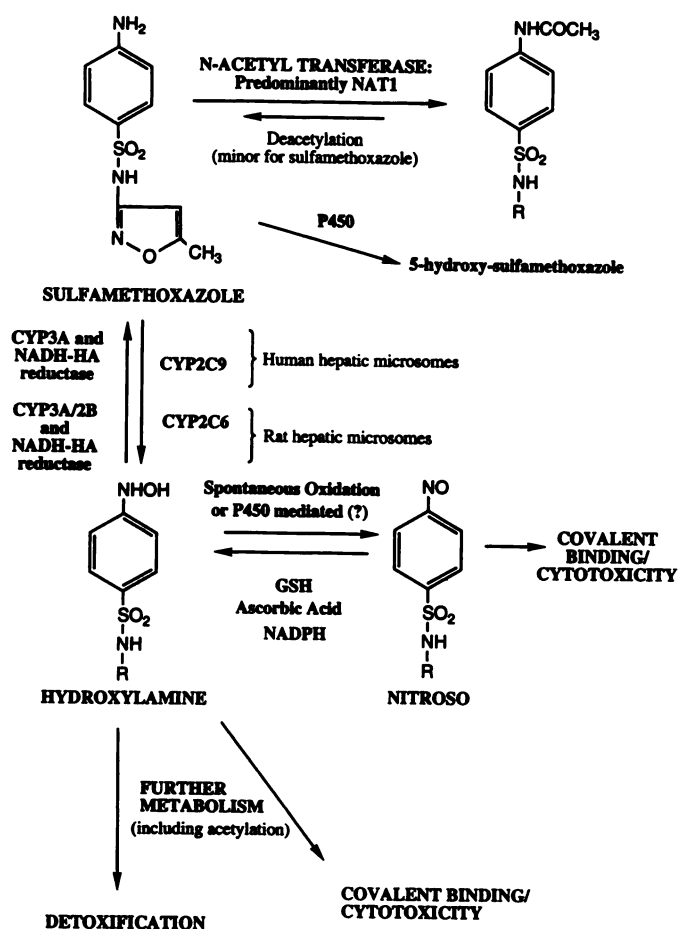 NH2
NHCOCH3
N-ACETYL TRANSFERASE:
Predominantly NAT1
Deacetylation
(minor for sulfamethoxazole)
SO2
NH
N
O
CH3
SO2
NH
R
P450
5-hydroxy-sulfamethoxazole
SULFAMETHOXAZOLE
CYP3A and
NADH-HA
reductase
CYP2C9
Human hepatic microsomes
CYP3A/2B
and
NADH-HA
reductase
CYP2C6
Rat hepatic microsomes
NHOH
Spontaneous Oxidation
or P450 mediated (?)
NO
GSH
Ascorbic Acid
NADPH
COVALENT
BINDING/
CYTOTOXICITY
SO2
NH
R
SO2
NH
R
HYDROXYLAMINE
NITROSO
FURTHER
METABOLISM
(including acetylation)
DETOXIFICATION
COVALENT BINDING/
CYTOTOXICITY